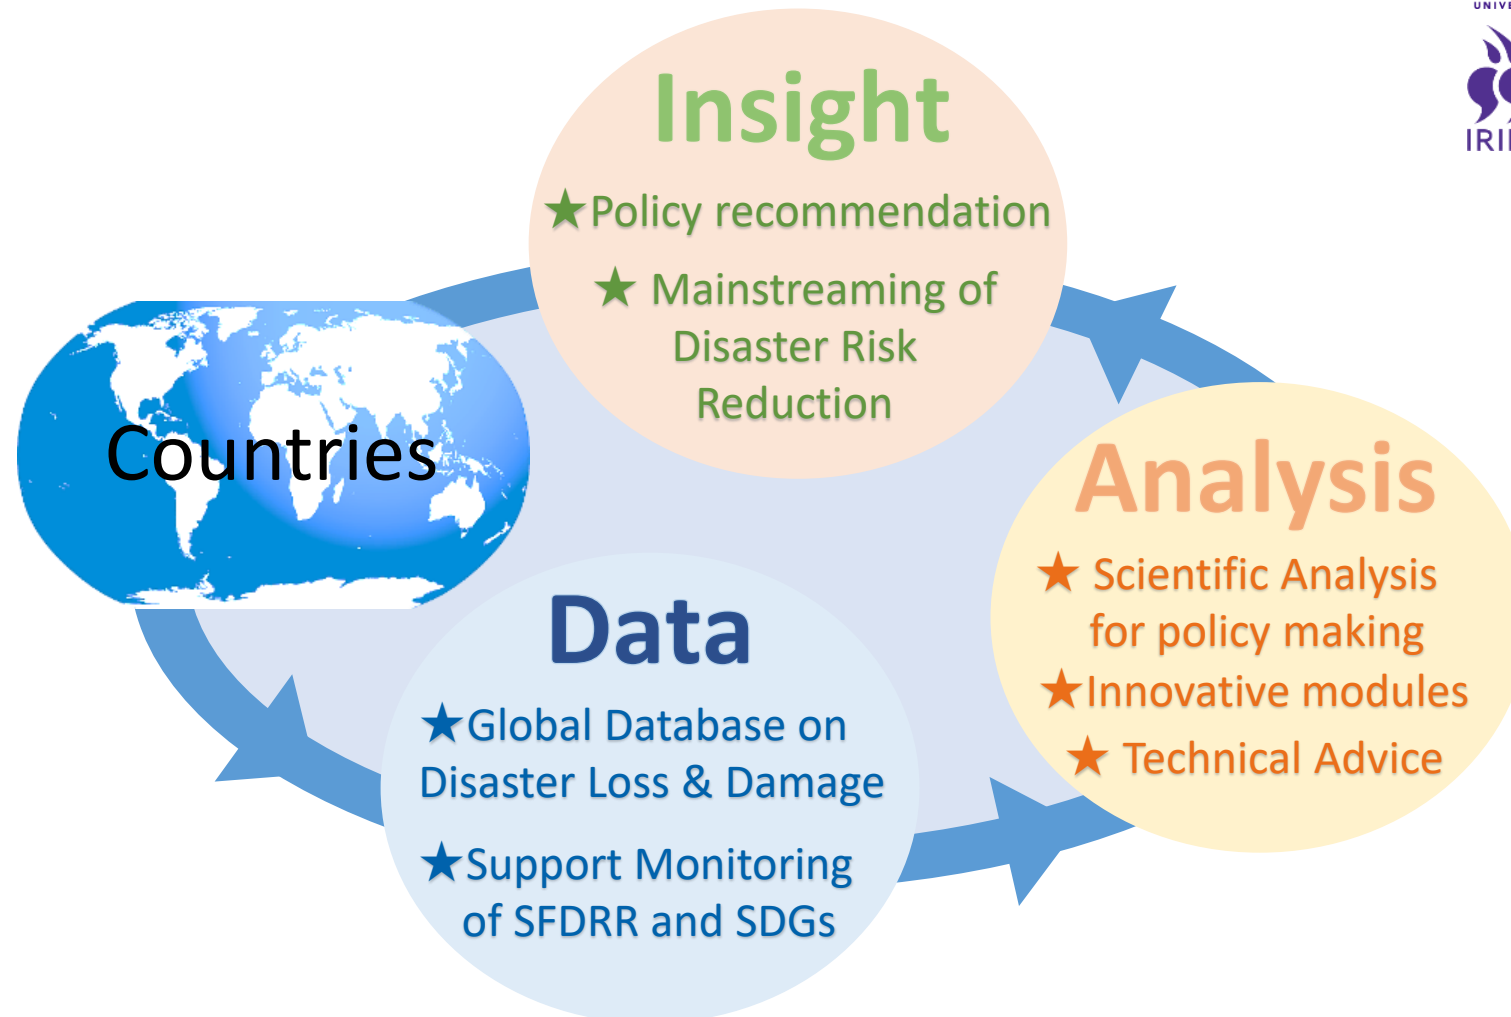 Insight
★Policy recommendation
★ Mainstreaming of
Disaster Risk
Reduction
Countries
Analysis
★ Scientific Analysis
for policy making
★Innovative modules
★ Technical Advice
Data
★Global Database on
Disaster Loss & Damage
★Support Monitoring
of SFDRR and SDGs